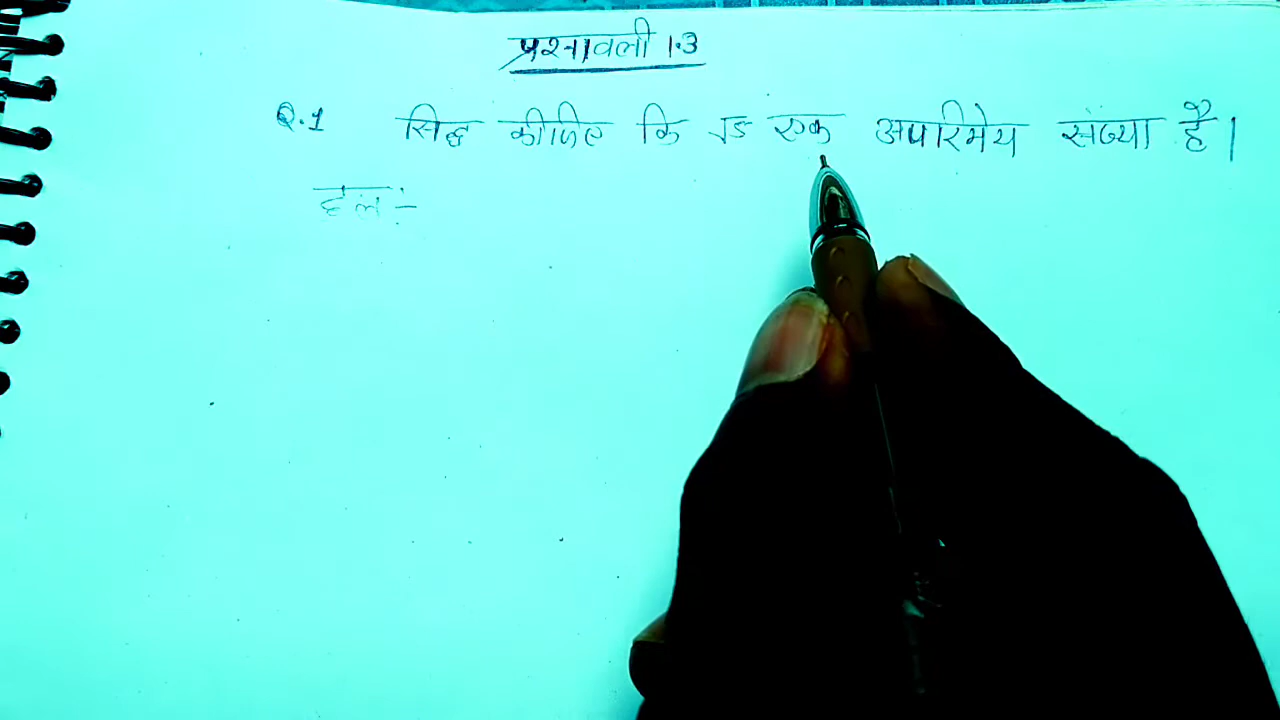 प्रश्नावली 1.3
Q.1 सिद्ध कीजिए कि √5 एक अपरिमेय संख्या है।
हल:-